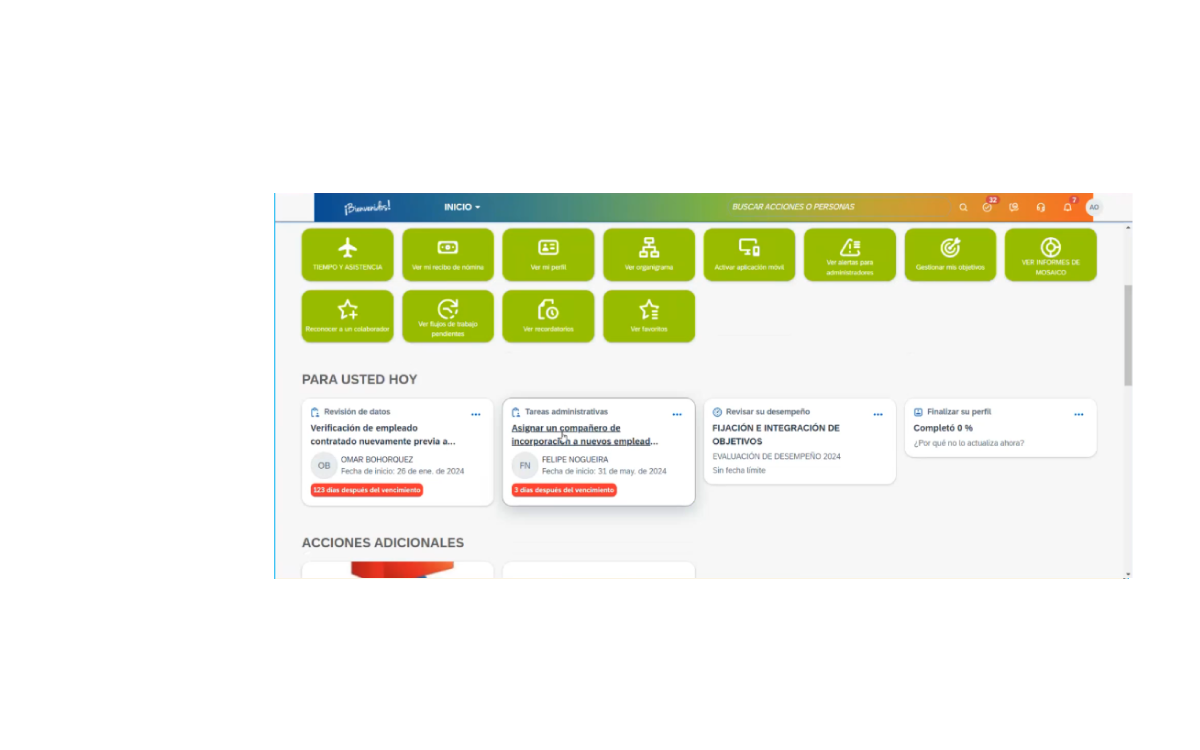 ¡Bienvenidos!
INICIO
BUSCAR ACCIONES O PERSONAS
32
7
AO
TIEMPO Y ASISTENCIA
Ver mi recibo de nómina
Ver mi perfil
Ver organigrama
Activar aplicación móvil
Ver alertas para
administradores
Gestionar mis objetivos
VER INFORMES DE
MOSAICO
Reconocer a un colaborador
Ver flujos de trabajo
pendientes
Ver recordatorios
Ver favoritos
PARA USTED HOY
Revisión de datos
Verificación de empleado
contratado nuevamente previa a...
OB
OMAR BOHORQUEZ
Fecha de inicio: 26 de ene. de 2024
123 días después del vencimiento
Tareas administrativas
Asignar un compañero de
incorporación a nuevos emplead...
FN
FELIPE NOGUEIRA
Fecha de inicio: 31 de may. de 2024
3 días después del vencimiento
Revisar su desempeño
FIJACIÓN E INTEGRACIÓN DE
OBJETIVOS
EVALUACIÓN DE DESEMPEÑO 2024
Sin fecha límite
Finalizar su perfil
Completó 0 %
¿Por qué no lo actualiza ahora?
ACCIONES ADICIONALES